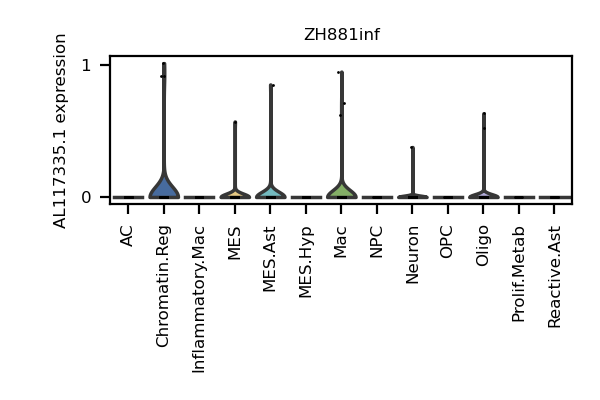 ZH881inf
AL117335.1 expression
1
0
AC
Chromatin.Reg
Inflammatory.Mac
MES
MES.Ast
MES.Hyp
Mac
NPC
Neuron
OPC
Oligo
Prolif.Metab
Reactive.Ast